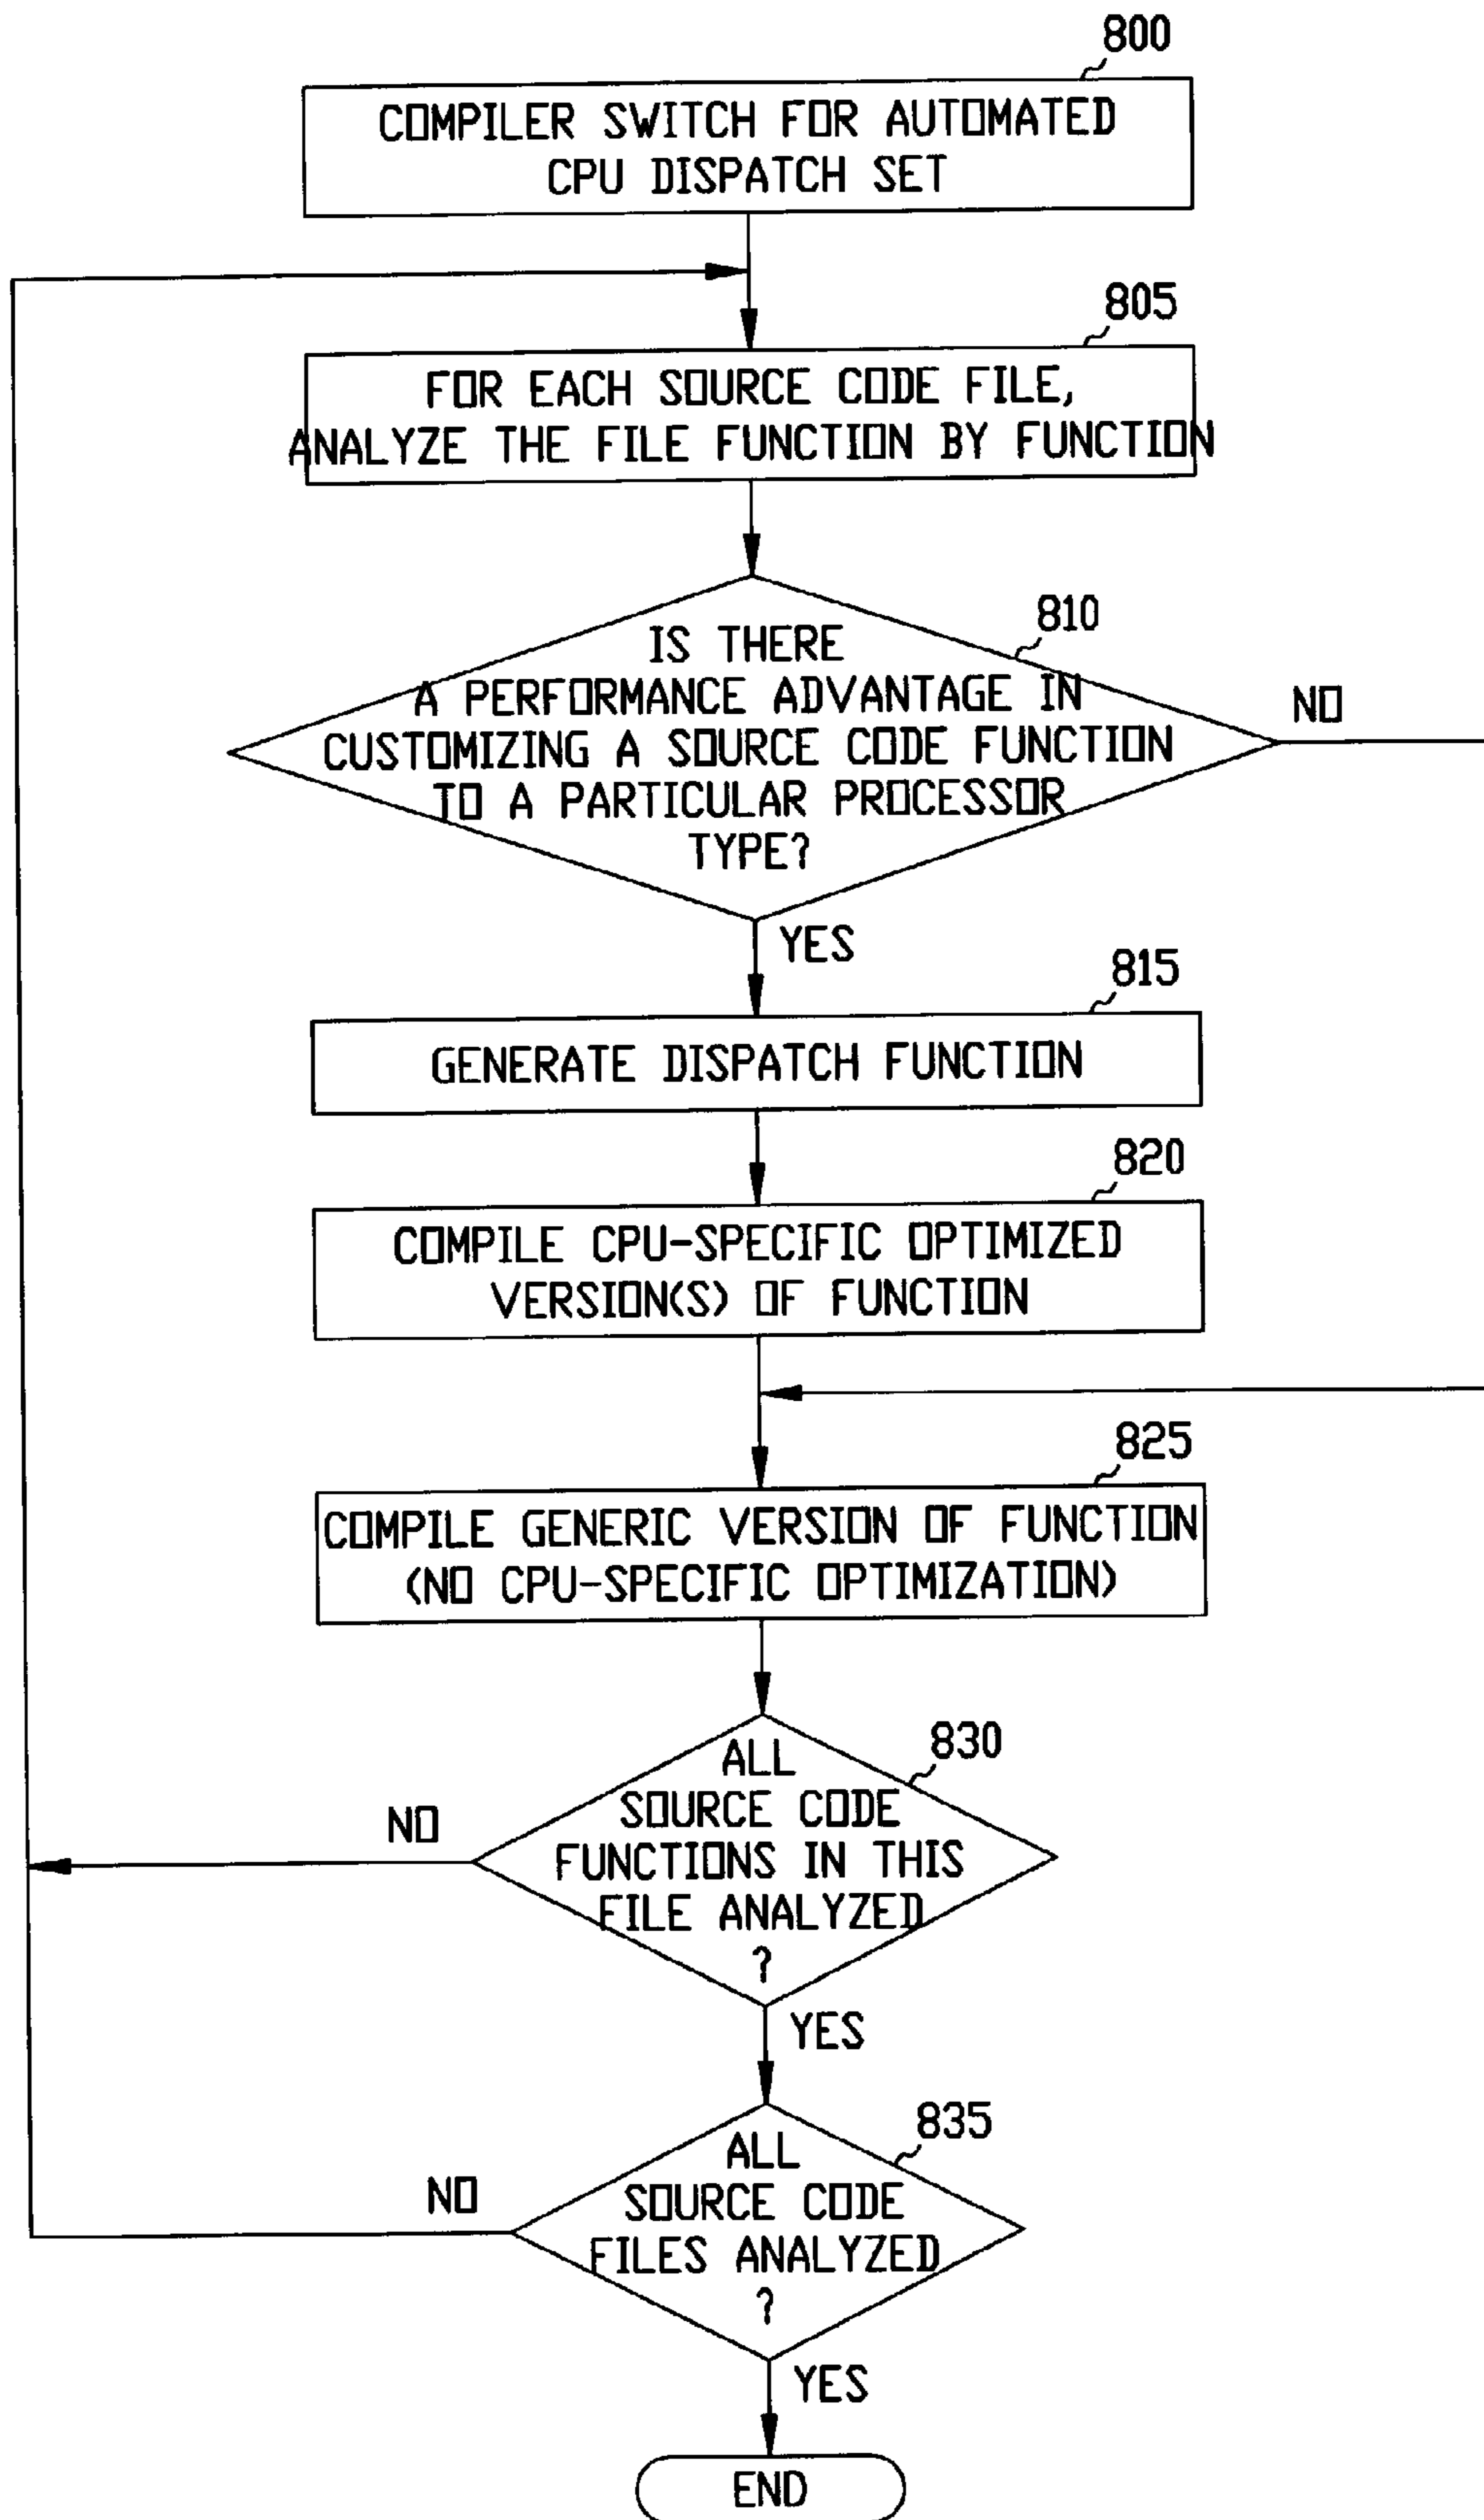 800
COMPILER SWITCH FOR AUTOMATED
CPU DISPATCH SET
805
FOR EACH SOURCE CODE FILE,
ANALYZE THE FILE FUNCTION BY FUNCTION
810
IS THERE
A PERFORMANCE ADVANTAGE IN
CUSTOMIZING A SOURCE CODE FUNCTION
TO A PARTICULAR PROCESSOR
TYPE?
NO
YES
815
GENERATE DISPATCH FUNCTION
820
COMPILE CPU-SPECIFIC OPTIMIZED
VERSION(S) OF FUNCTION
825
COMPILE GENERIC VERSION OF FUNCTION
(NO CPU-SPECIFIC OPTIMIZATION)
830
ALL
SOURCE CODE
FUNCTIONS IN THIS
FILE ANALYZED
?
NO
YES
835
ALL
SOURCE CODE
FILES ANALYZED
?
NO
YES
END